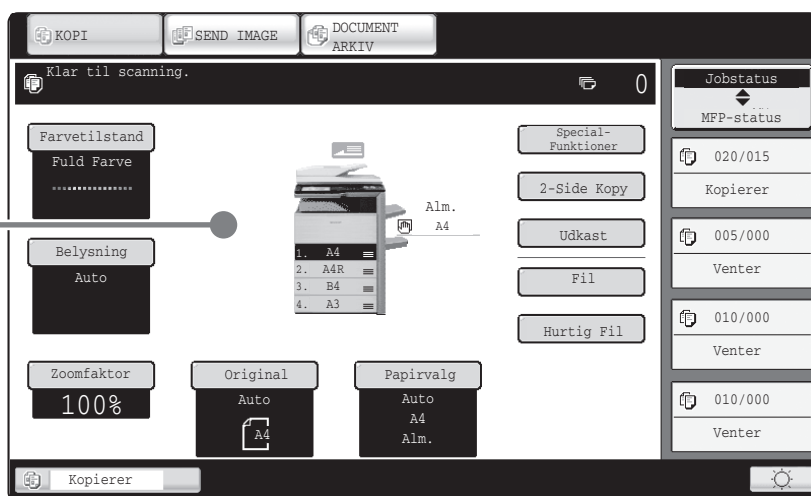 KOPI
SEND IMAGE
DOCUMENT
ARKIV
Klar til scanning.
0
Farvetilstand
Fuld Farve
Belysning
Auto
Zoomfaktor
100%
Original
Auto
A4
Papirvalg
Auto
A4
Alm.
Alm.
A4
1. A4
2. A4R
3. B4
4. A3
Special-
Funktioner
2-Side Kopy
Udkast
Fil
Hurtig Fil
Jobstatus
MFP-status
020/015
Kopierer
005/000
Venter
010/000
Venter
010/000
Venter
Kopierer